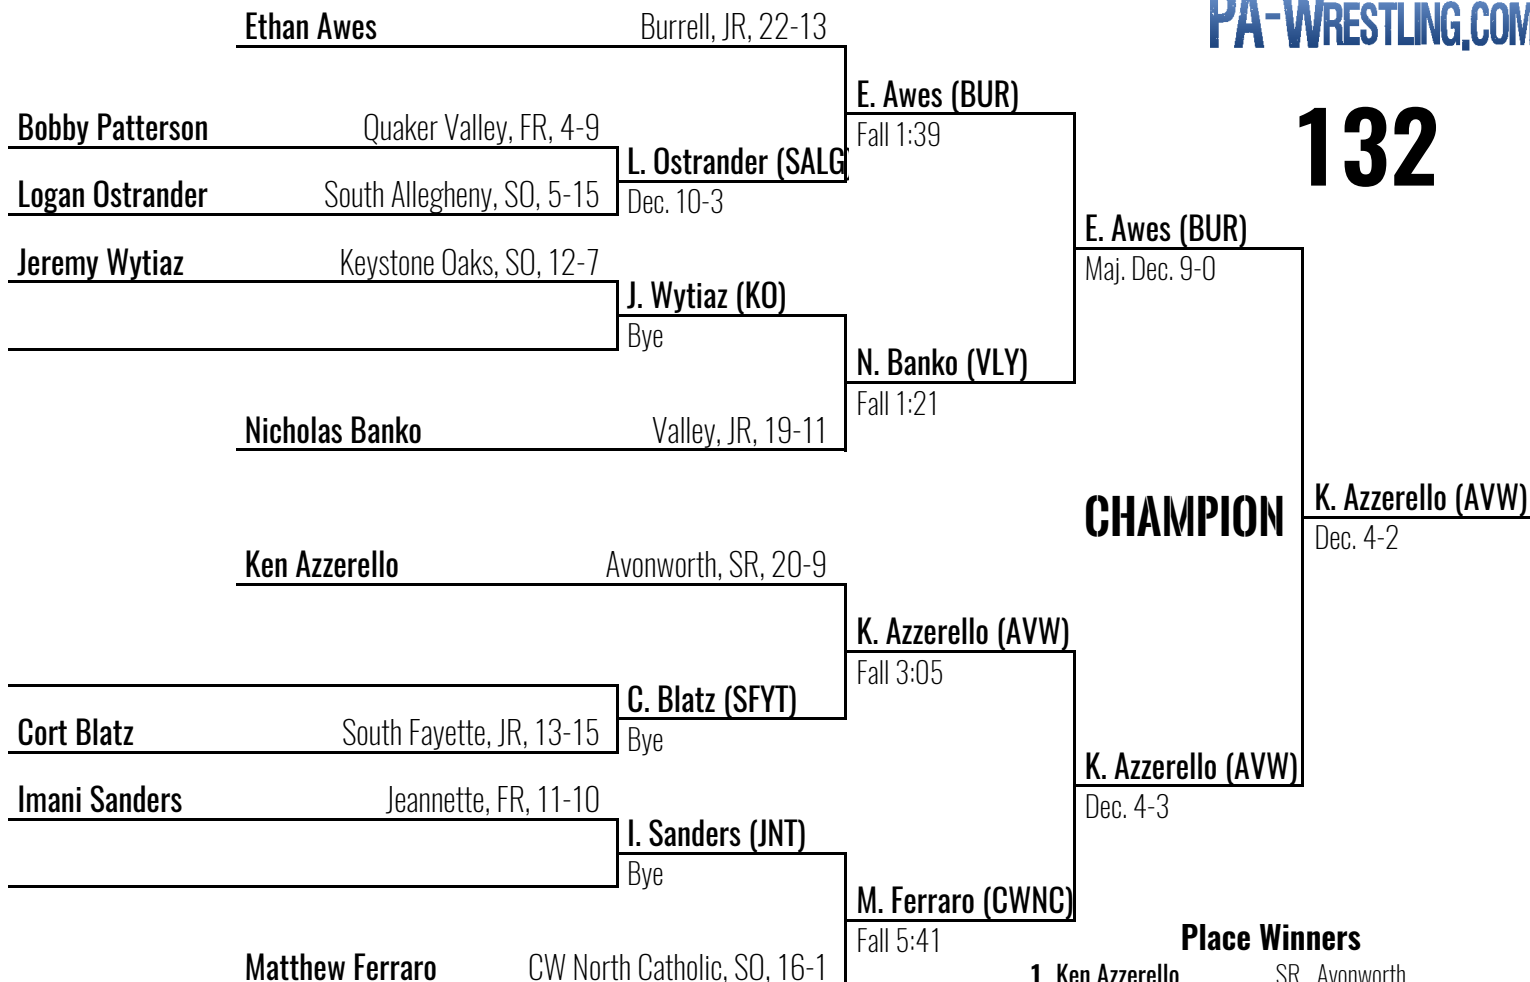 PA-WRESTLING.COM
Ethan Awes Burrell, JR, 22-13
E. Awes (BUR)
Fall 1:39
132
Bobby Patterson Quaker Valley, FR, 4-9
L. Ostrander (SALG)
Dec. 10-3
Logan Ostrander South Allegheny, SO, 5-15
E. Awes (BUR)
Maj. Dec. 9-0
Jeremy Wytiaz Keystone Oaks, SO, 12-7
J. Wytiaz (KO)
Bye
N. Banko (VLY)
Fall 1:21
Nicholas Banko Valley, JR, 19-11
CHAMPION
K. Azzerello (AVW)
Dec. 4-2
Ken Azzerello Avonworth, SR, 20-9
K. Azzerello (AVW)
Fall 3:05
C. Blatz (SFYT)
Bye
Cort Blatz South Fayette, JR, 13-15
K. Azzerello (AVW)
Dec. 4-3
Imani Sanders Jeannette, FR, 11-10
I. Sanders (JNT)
Bye
M. Ferraro (CWNC)
Fall 5:41
Matthew Ferraro CW North Catholic, SO, 16-1
Place Winners
1 Ken Azzerello SR Avonworth